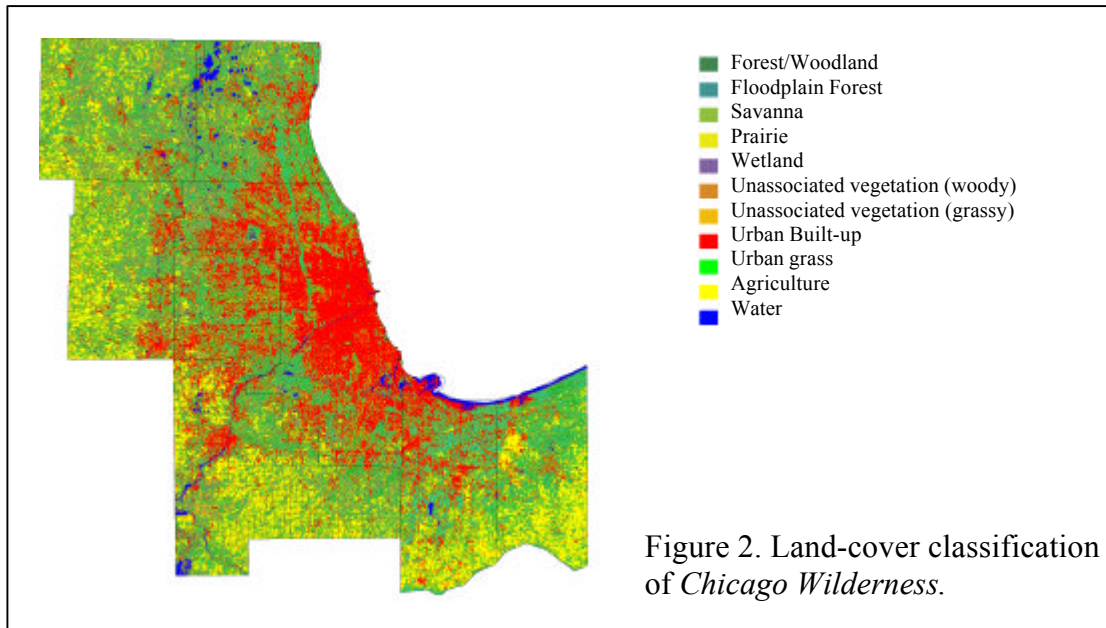 Forest/Woodland
Floodplain Forest
Savanna
Prairie
Wetland
Unassociated vegetation (woody)
Unassociated vegetation (grassy)
Urban Built-up
Urban grass
Agriculture
Water
Figure 2. Land-cover classification
of Chicago Wilderness.